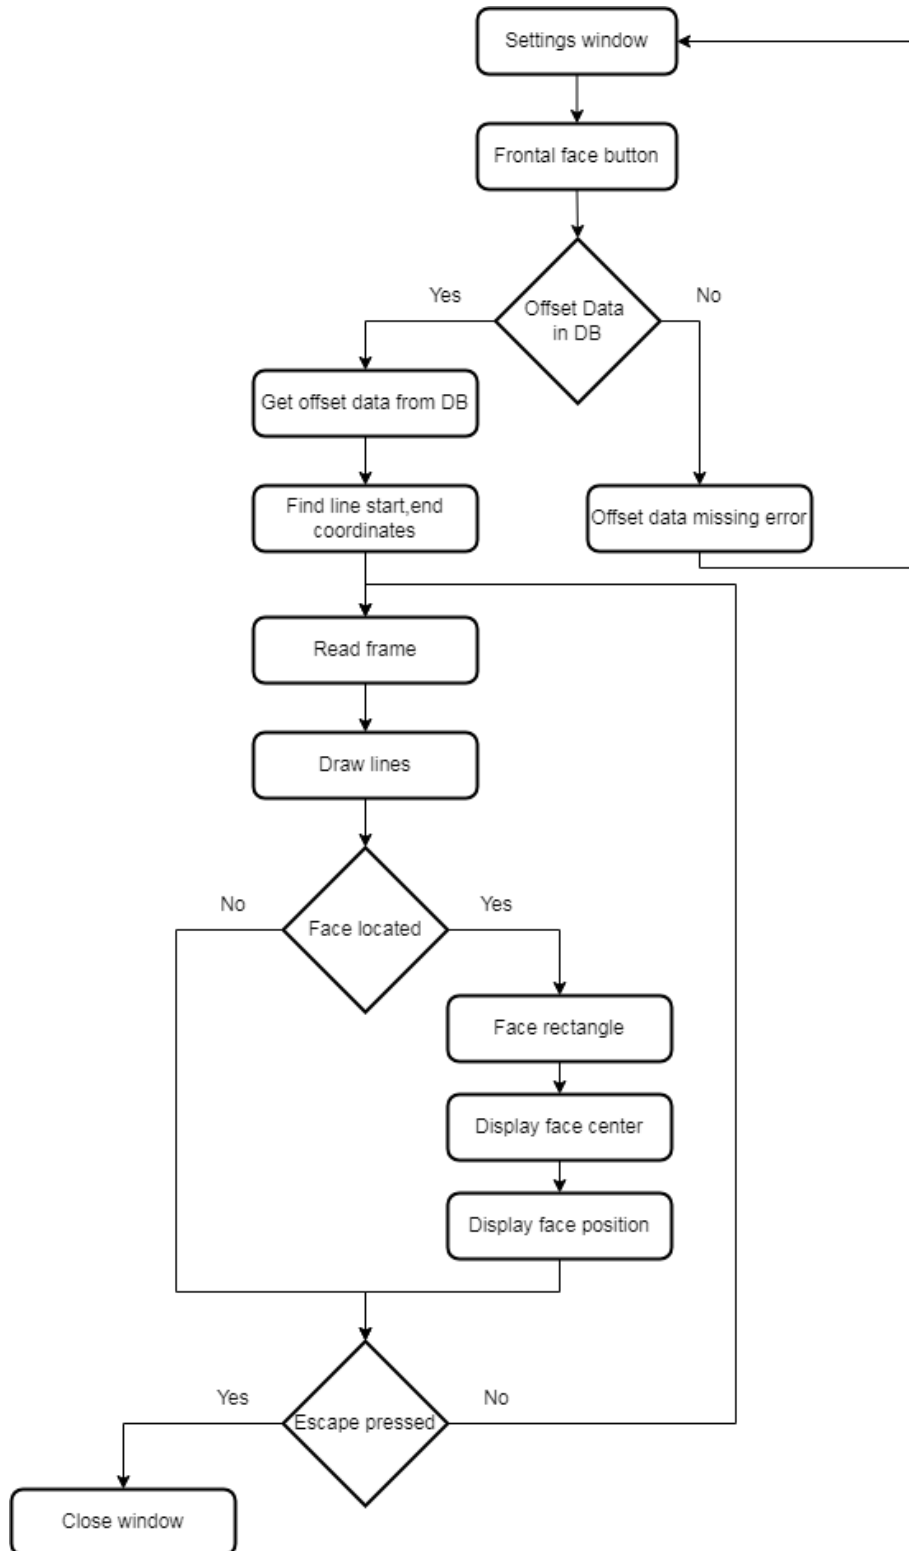 Settings window
Frontal face button
Yes
No
Offset Data
in DB
Get offset data from DB
Find line start,end
coordinates
Offset data missing error
Read frame
Draw lines
No
Yes
Face located
Face rectangle
Display face center
Display face position
Yes
No
Escape pressed
Close window